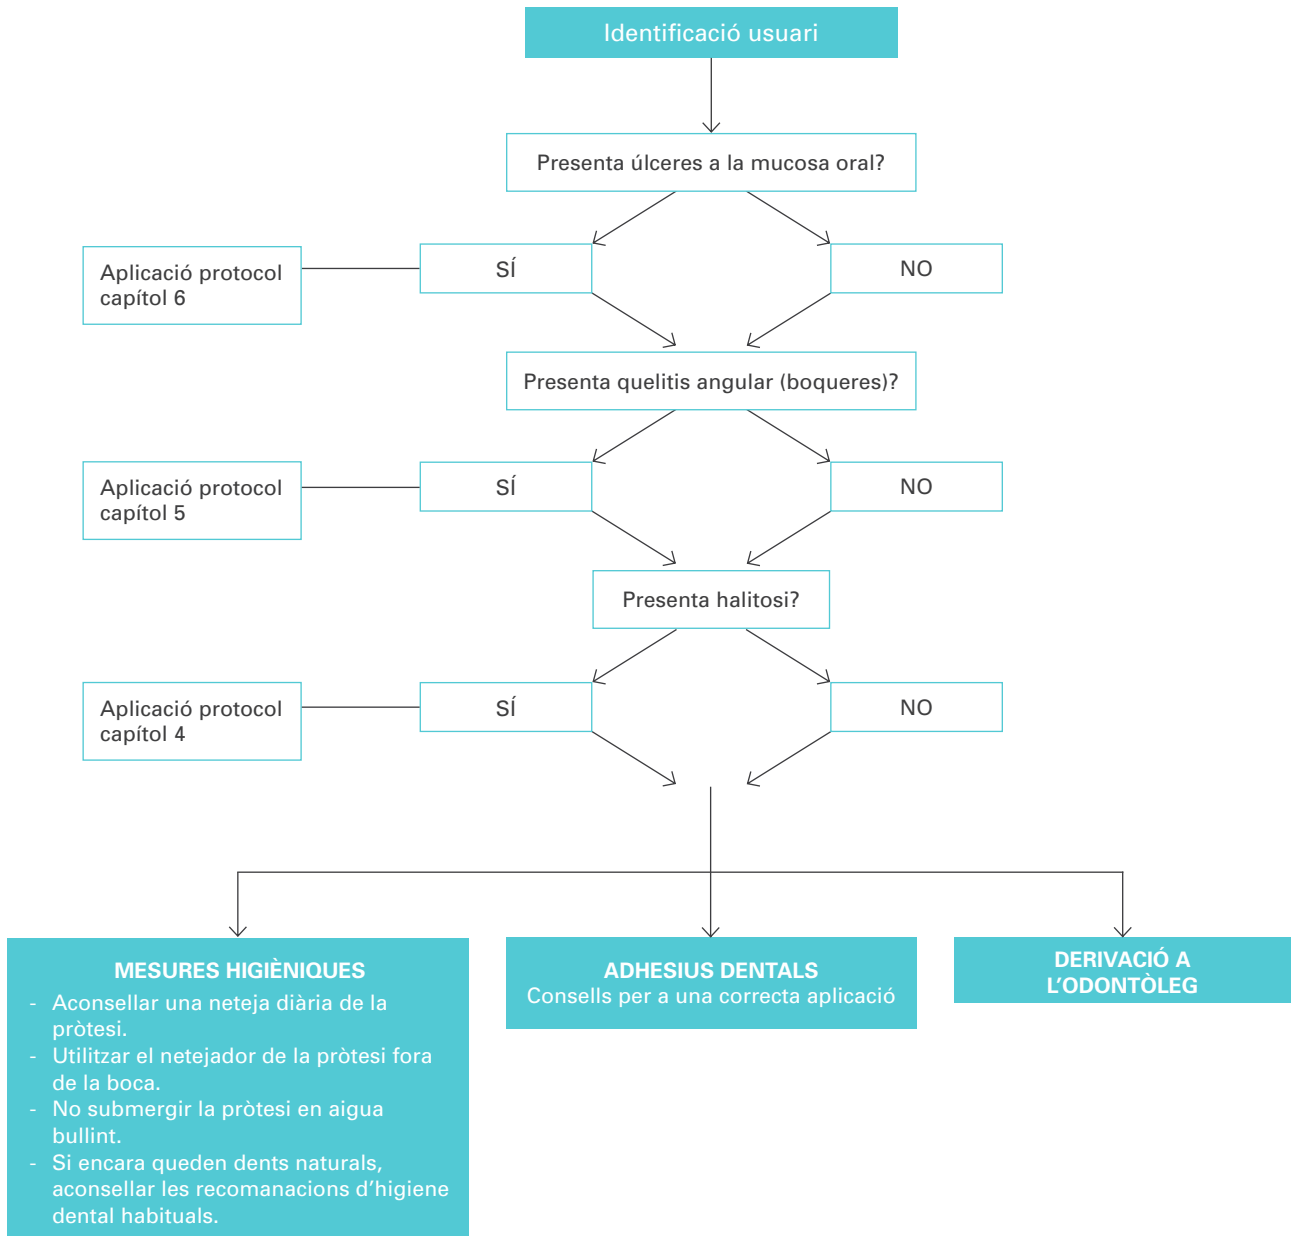 Identificació usuari
Presenta úlceres a la mucosa oral?
Aplicació protocol
capítol 6
SÍ
NO
Presenta quelitis angular (boqueres)?
Aplicació protocol
capítol 5
SÍ
NO
Presenta halitosi?
Aplicació protocol
capítol 4
SÍ
NO
MESURES HIGIÈNIQUES
- Aconsellar una neteja diària de la
pròtesi.
- Utilitzar el netejador de la pròtesi fora
de la boca.
- No submergir la pròtesi en aigua
bullint.
- Si encara queden dents naturals,
aconsellar les recomanacions d’higiene
dental habituals.
ADHESIUS DENTALS
Consells per a una correcta aplicació
DERIVACIÓ A
L’ODONTÒLEG